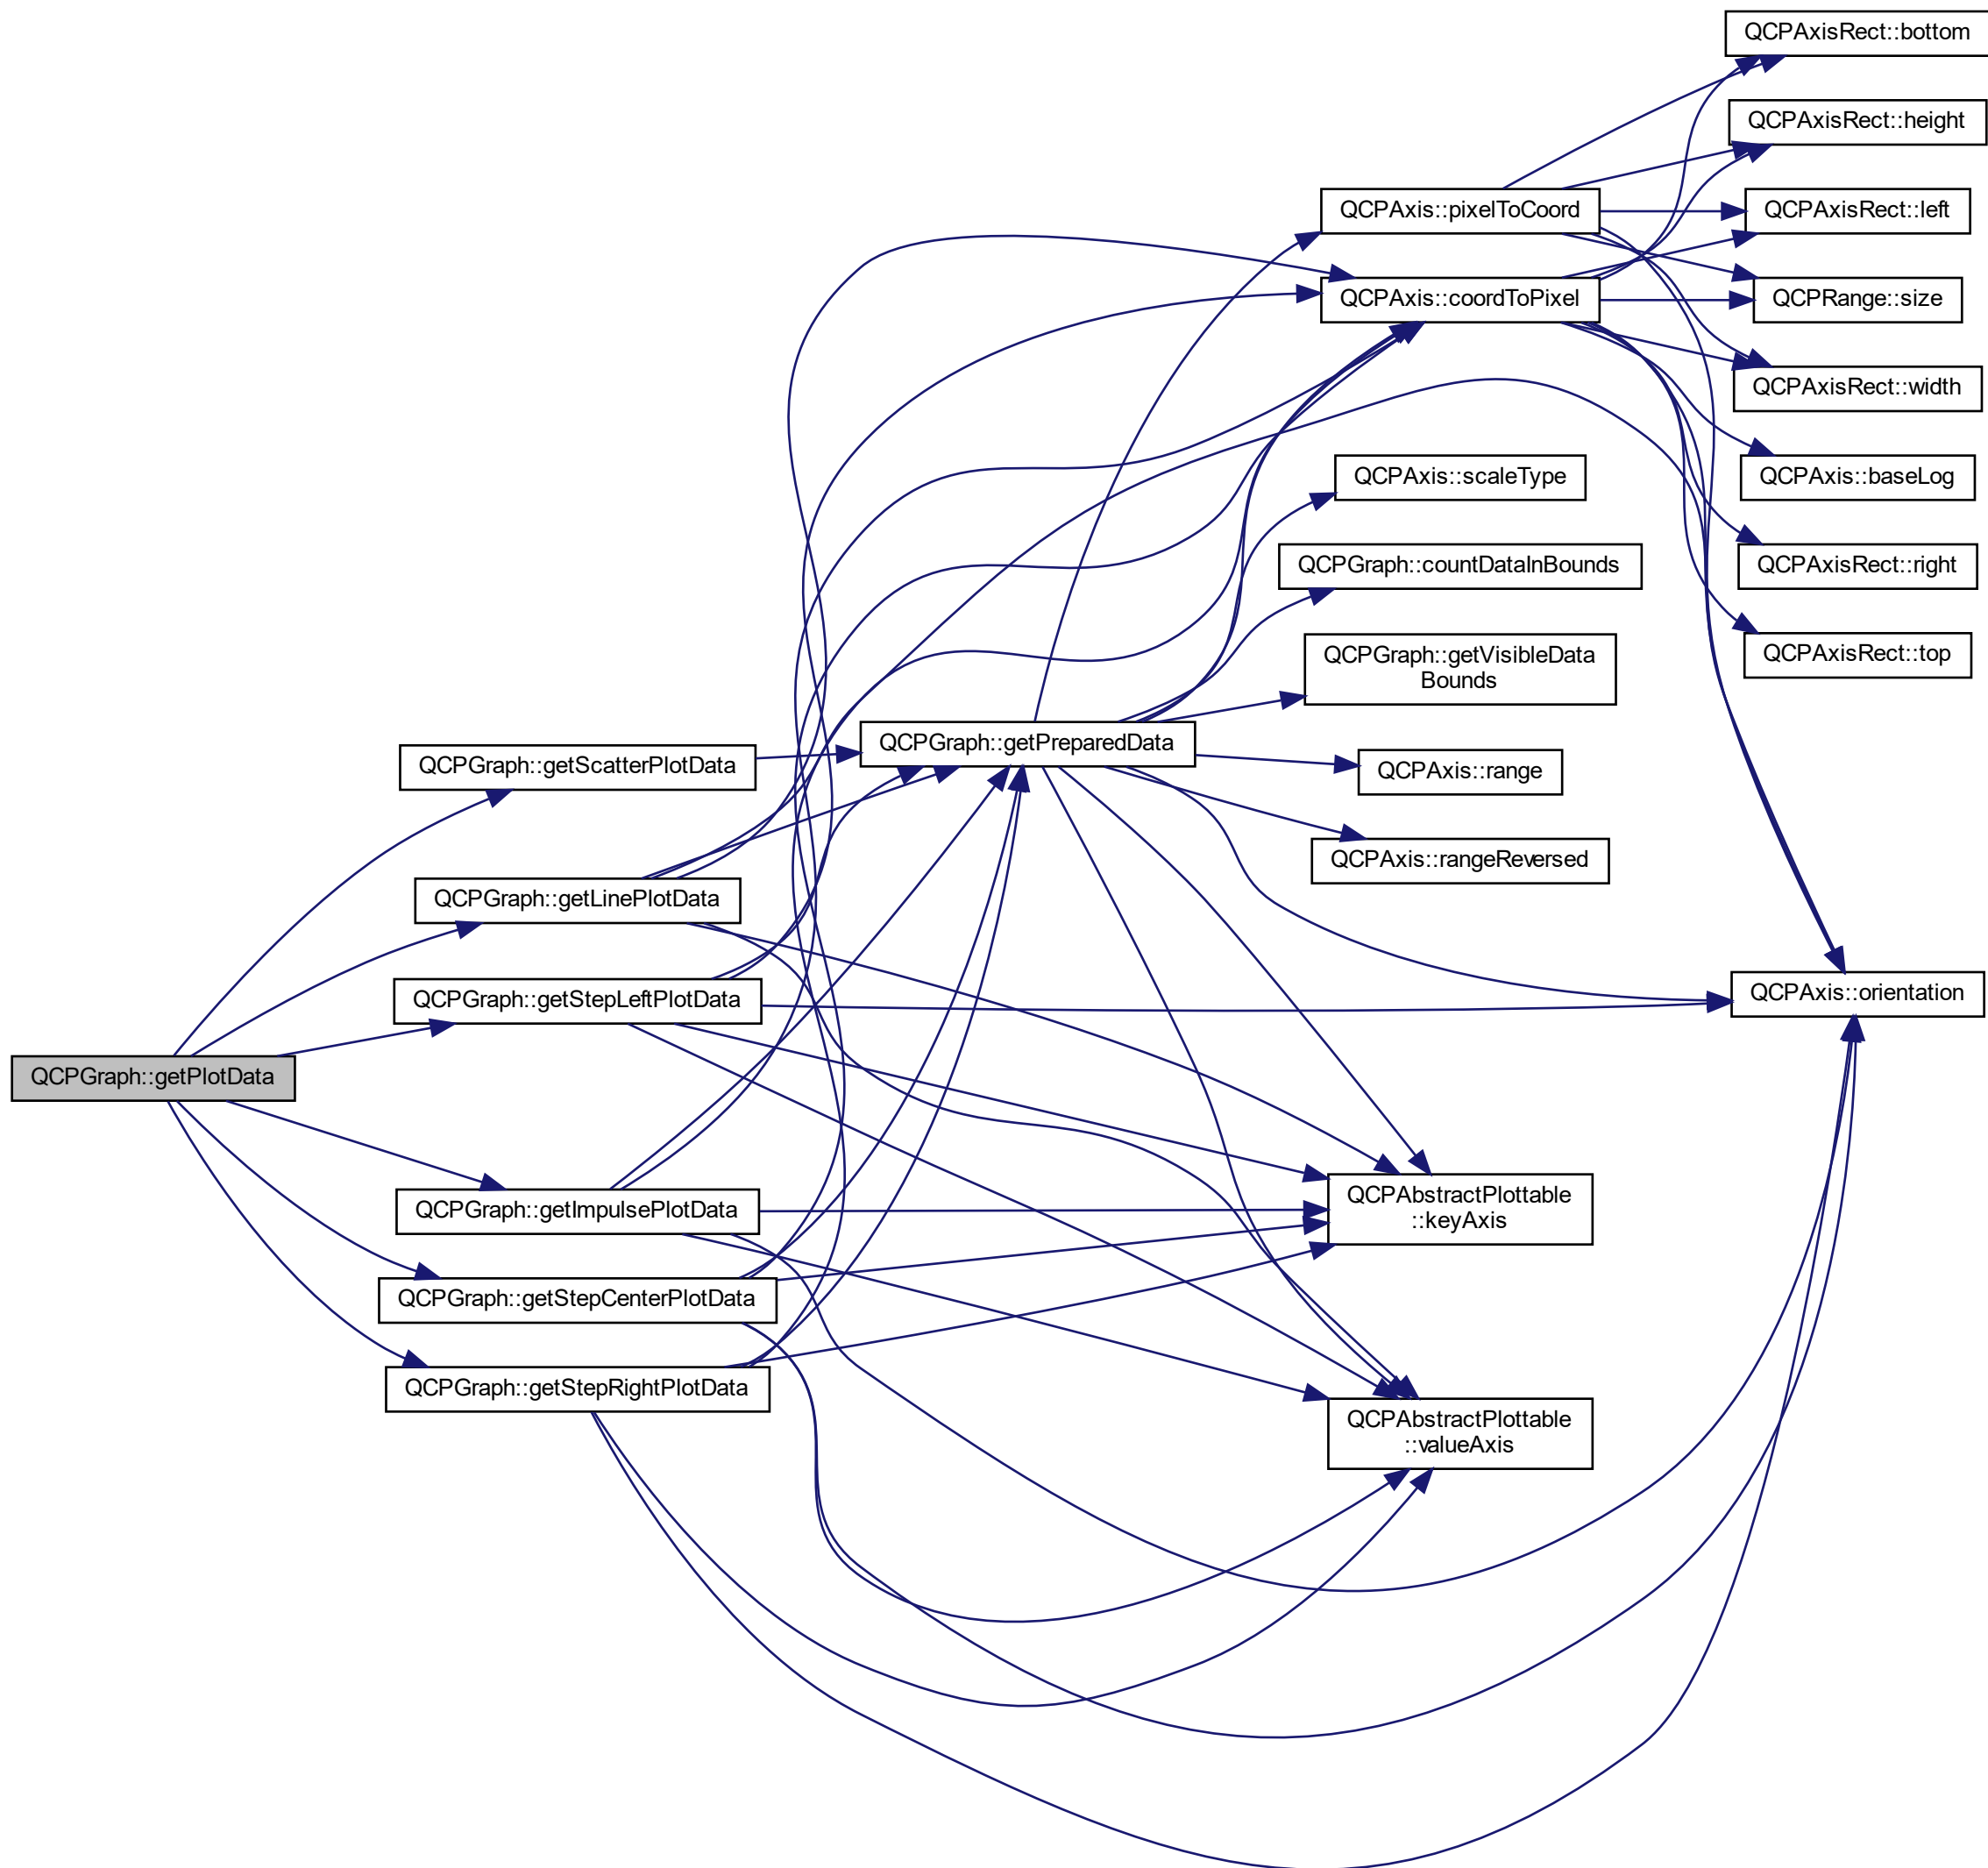 QCPAxisRect::bottom
QCPAxisRect::height
QCPAxis::pixelToCoord
QCPAxisRect::left
QCPAxis::coordToPixel
QCPRange::size
QCPAxisRect::width
QCPAxis::scaleType
QCPAxis::baseLog
QCPGraph::countDataInBounds
QCPAxisRect::right
QCPGraph::getVisibleData
Bounds
QCPAxisRect::top
QCPGraph::getScatterPlotData
QCPGraph::getPreparedData
QCPAxis::range
QCPAxis::rangeReversed
QCPGraph::getLinePlotData
QCPGraph::getStepLeftPlotData
QCPAxis::orientation
QCPGraph::getPlotData
QCPGraph::getImpulsePlotData
QCPAbstractPlottable
::keyAxis
QCPGraph::getStepCenterPlotData
QCPGraph::getStepRightPlotData
QCPAbstractPlottable
::valueAxis